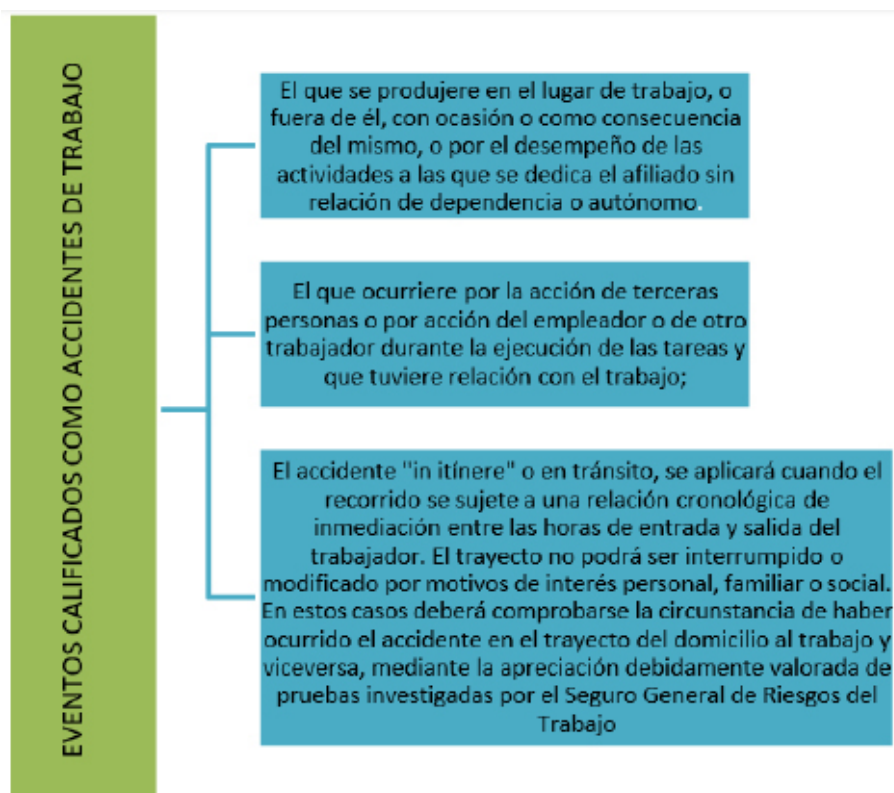 EVENTOS CALIFICADOS COMO ACCIDENTES DE TRABAJO
El que se produjere en el lugar de trabajo, o
fuera de él, con ocasión o como consecuencia
del mismo, o por el desempeño de las
actividades a las que se dedica el afiliado sin
relación de dependencia o autónomo.
El que ocurriere por la acción de terceras
personas o por acción del empleador o de otro
trabajador durante la ejecución de las tareas y
que tuviere relación con el trabajo;
El accidente "in itínere" o en tránsito, se aplicará cuando el
recorrido se sujete a una relación cronológica de
inmediación entre las horas de entrada y salida del
trabajador. El trayecto no podrá ser interrumpido o
modificado por motivos de interés personal, familiar o social.
En estos casos deberá comprobarse la circunstancia de haber
ocurrido el accidente en el trayecto del domicilio al trabajo y
viceversa, mediante la apreciación debidamente valorada de
pruebas investigadas por el Seguro General de Riesgos del
Trabajo